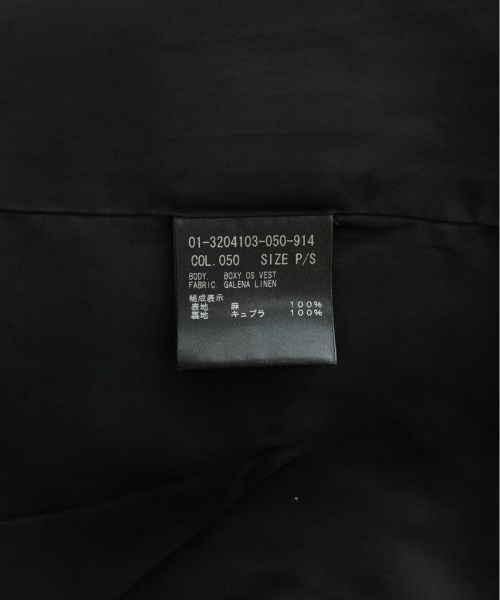 01-3204103-050-914
COL.050 SIZE P/S
BODY. BOXY OS VEST
FABRIC. GALENA LINEN
組成表示
表地 麻 100%
裏地 キュプラ 100%